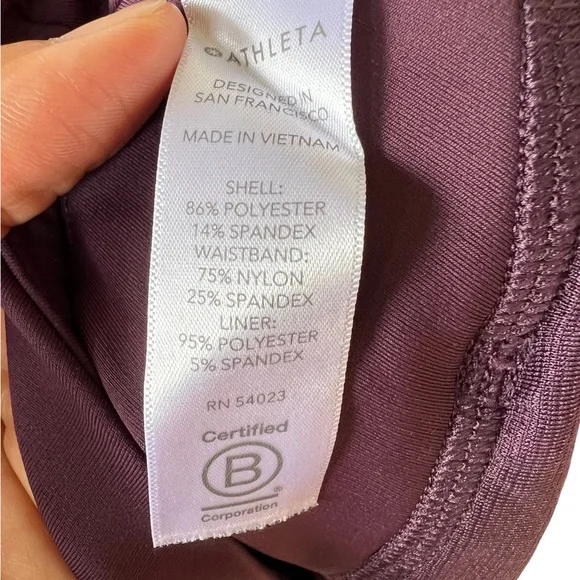 ATHLETA
DESIGNED IN
SAN FRANCISCO
MADE IN VIETNAM
SHELL:
86% POLYESTER
14% SPANDEX
WAISTBAND:
75% NYLON
25% SPANDEX
LINER:
95% POLYESTER
5% SPANDEX
RN 54023
Certified
B
®
Corporation